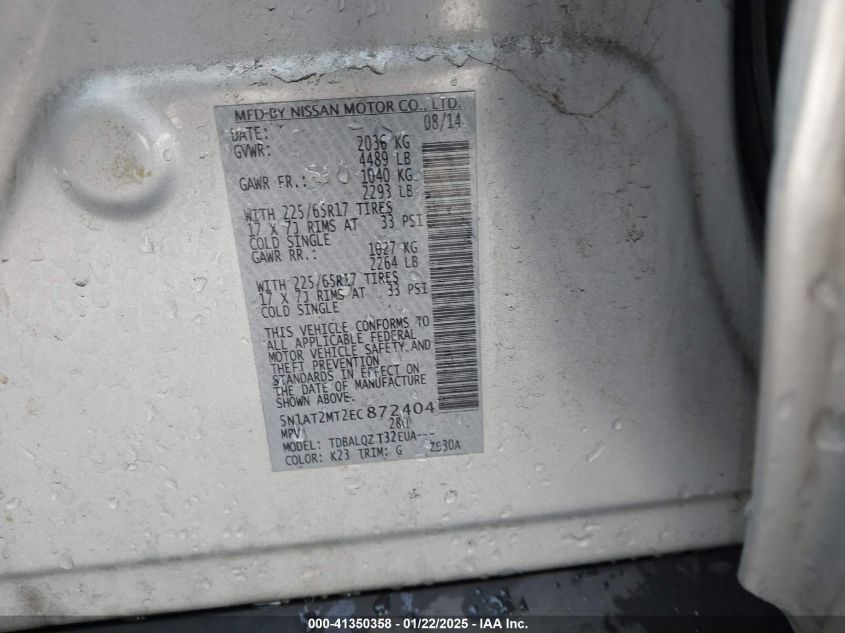 MFD-BY NISSAN MOTOR CO., LTD.
DATE: 08/14
GVWR: 2036 KG
4489 LB
GAWR FR.: 1040 KG
2293 LB
WITH 225/65R17 TIRES
17 X 7J RIMS AT 33 PSI
COLD SINGLE
GAWR RR.: 1027 KG
2264 LB
WITH 225/65R17 TIRES
17 X 7J RIMS AT 33 PSI
COLD SINGLE
THIS VEHICLE CONFORMS TO
ALL APPLICABLE FEDERAL
MOTOR VEHICLE SAFETY AND
THEFT PREVENTION
STANDARDS IN EFFECT ON
THE DATE OF MANUFACTURE
SHOWN ABOVE.
5N1AT2MT2EC872404
MPV
MODEL: TDBALQZ T32EUA---
COLOR: K23 TRIM: G
000-41350358 - 01/22/2025 - IAA Inc.